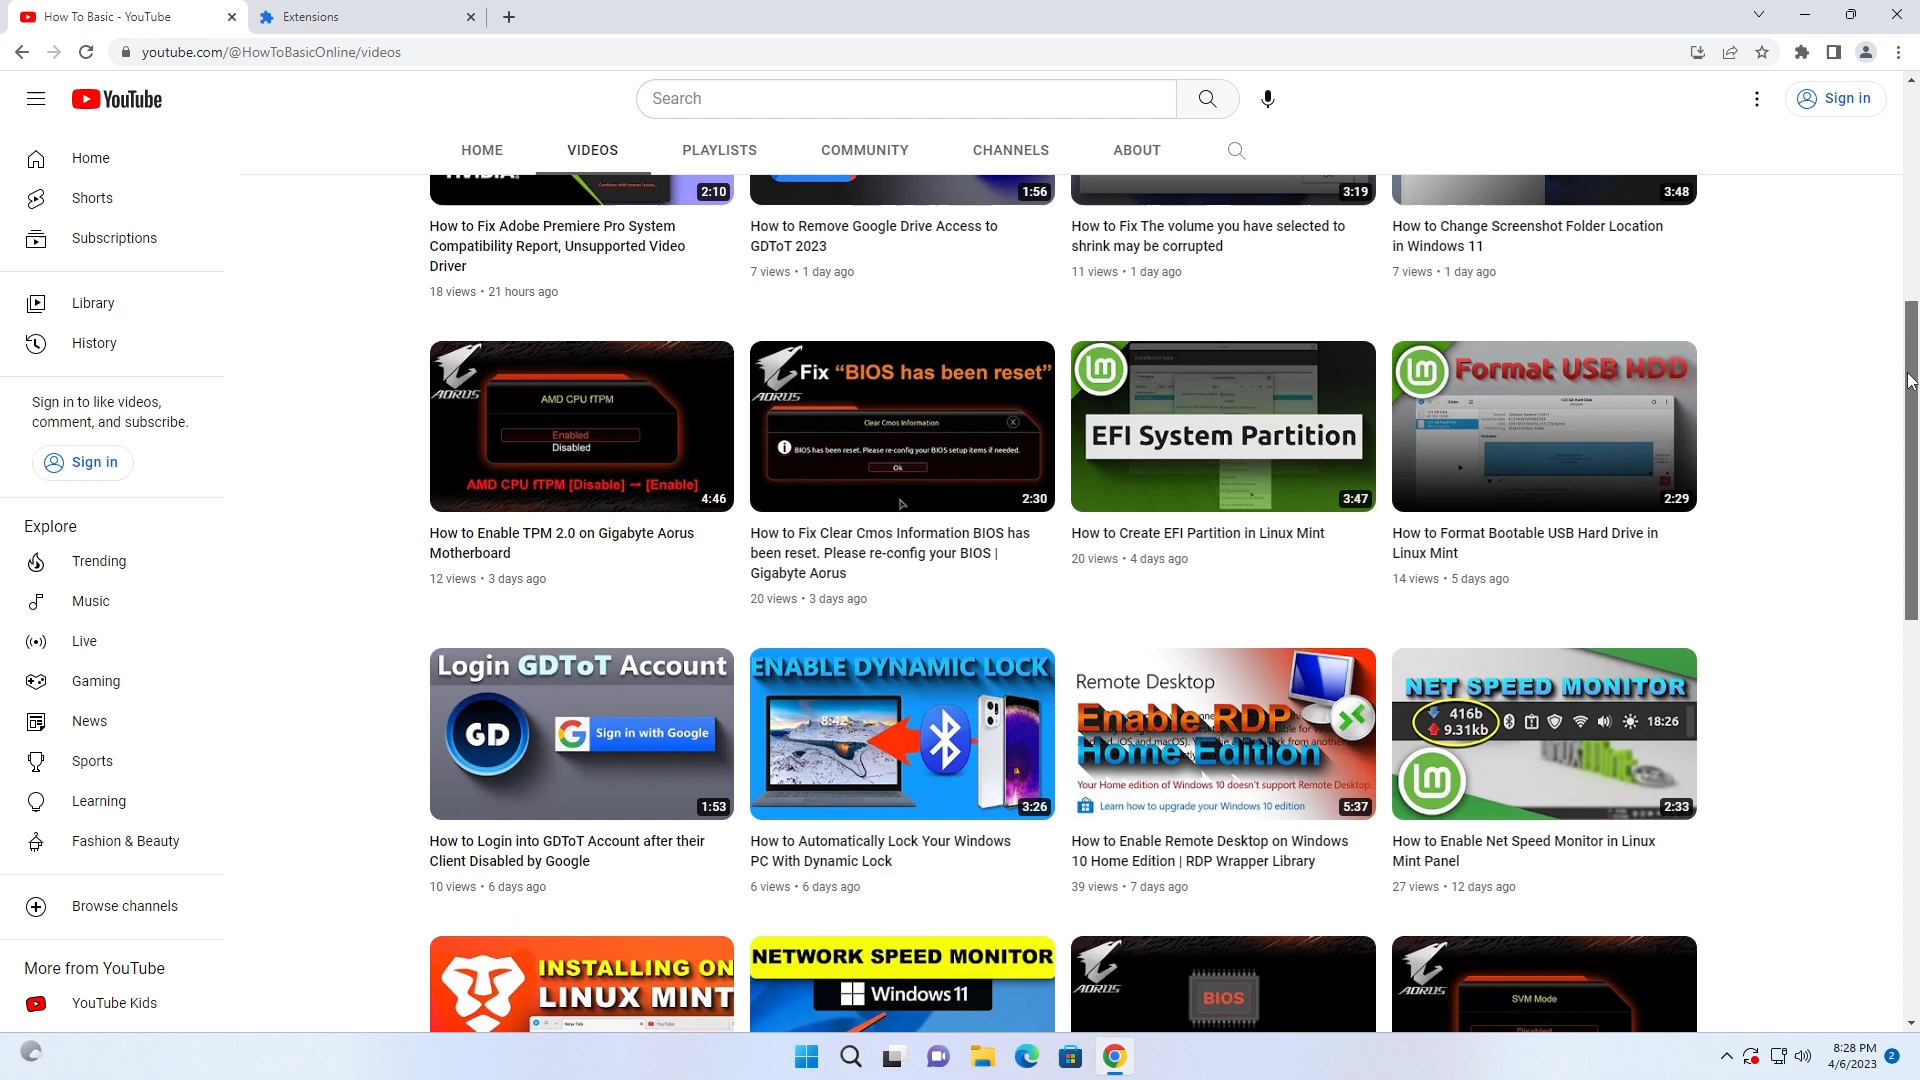 How To Basic - YouTube
Extensions
youtube.com/@HowToBasicOnline/videos
YouTube
Search
Sign in
HOME
VIDEOS
PLAYLISTS
COMMUNITY
CHANNELS
ABOUT
Home
Shorts
Subscriptions
Library
History
Sign in to like videos,
comment, and subscribe.
Sign in
Explore
Trending
Music
Live
Gaming
News
Sports
Learning
Fashion & Beauty
Browse channels
More from YouTube
YouTube Kids
2:10
1:56
3:19
3:48
How to Fix Adobe Premiere Pro System
Compatibility Report, Unsupported Video
Driver
18 views • 21 hours ago
How to Remove Google Drive Access to
GDToT 2023
7 views • 1 day ago
How to Fix The volume you have selected to
shrink may be corrupted
11 views • 1 day ago
How to Change Screenshot Folder Location
in Windows 11
7 views • 1 day ago
AORUS
AMD CPU fTPM
Enabled
Disabled
AMD CPU fTPM [Disable] → [Enable]
4:46
How to Enable TPM 2.0 on Gigabyte Aorus
Motherboard
12 views • 3 days ago
Fix "BIOS has been reset"
AORUS
Clear Cmos Information
BIOS has been reset. Please re-config your BIOS setup items if needed.
Ok
2:30
How to Fix Clear Cmos Information BIOS has
been reset. Please re-config your BIOS |
Gigabyte Aorus
20 views • 3 days ago
EFI System Partition
3:47
How to Create EFI Partition in Linux Mint
20 views • 4 days ago
Format USB HDD
2:29
How to Format Bootable USB Hard Drive in
Linux Mint
14 views • 5 days ago
Login GDToT Account
GD
Sign in with Google
1:53
How to Login into GDToT Account after their
Client Disabled by Google
10 views • 6 days ago
ENABLE DYNAMIC LOCK
8:42
3:26
How to Automatically Lock Your Windows
PC With Dynamic Lock
6 views • 6 days ago
Remote Desktop
Enable RDP
Home Edition
Your Home edition of Windows 10 doesn't support Remote Desktop.
Learn how to upgrade your Windows 10 edition
5:37
How to Enable Remote Desktop on Windows
10 Home Edition | RDP Wrapper Library
39 views • 7 days ago
NET SPEED MONITOR
416b
9.31kb
18:26
2:33
How to Enable Net Speed Monitor in Linux
Mint Panel
27 views • 12 days ago
INSTALLING ON
LINUX MINT
NETWORK SPEED MONITOR
Windows 11
AORUS
BIOS
AORUS
SVM Mode
Disabled
8:28 PM
4/6/2023
2